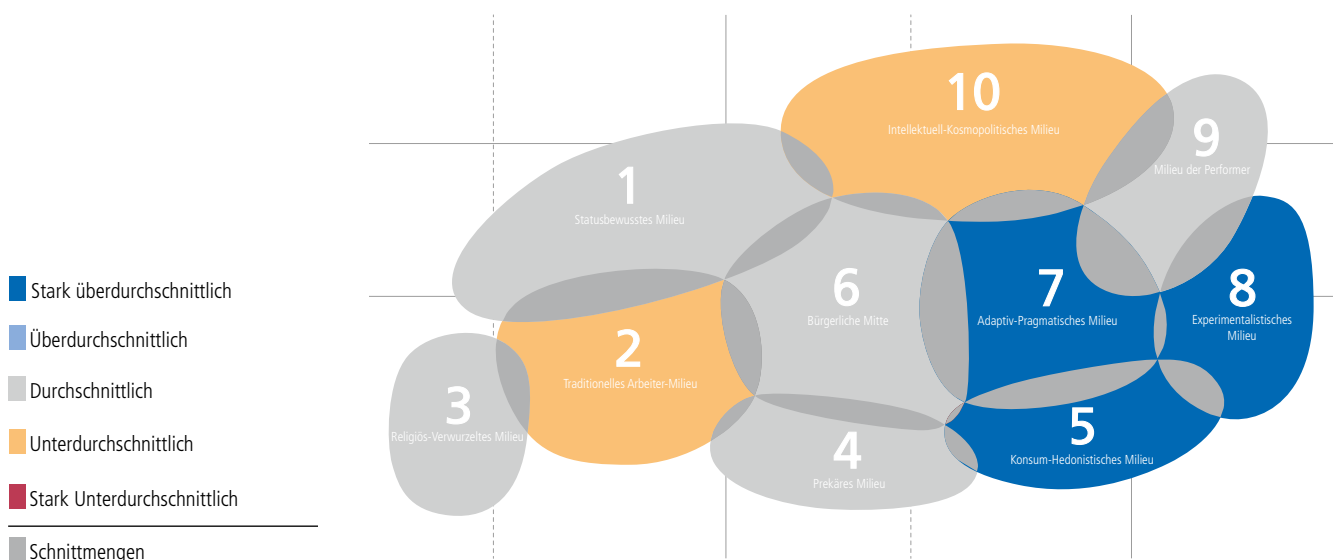 10
Intellektuell-Kosmopolitisches Milieu
9
Milieu der Performer
1
Statusbewusstes Milieu
6
Bürgerliche Mitte
7
Adaptiv-Pragmatisches Milieu
8
Experimentalistisches
Milieu
2
Traditionelles Arbeiter-Milieu
3
Religiös-Verwurzeltes Milieu
4
Prekäres Milieu
5
Konsum-Hedonistisches Milieu
Stark überdurchschnittlich
Überdurchschnittlich
Durchschnittlich
Unterdurchschnittlich
Stark Unterdurchschnittlich
Schnittmengen